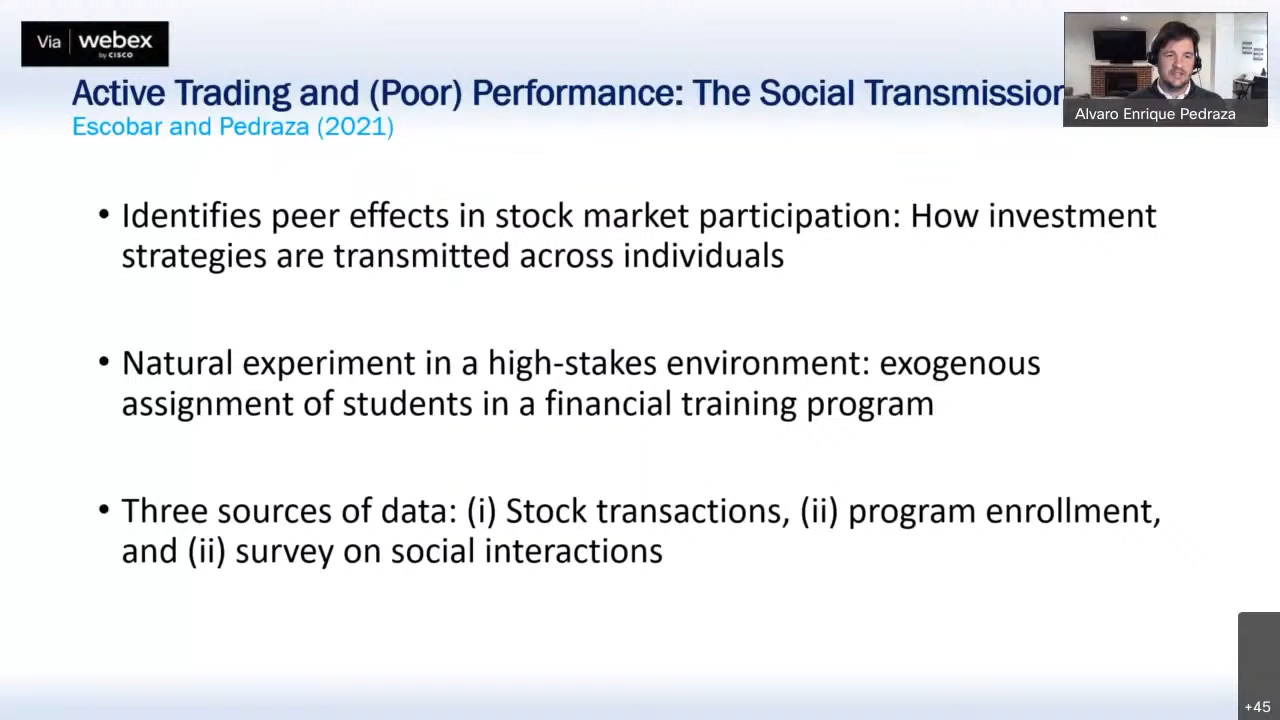 Via webex
by CISCO
Active Trading and (Poor) Performance: The Social Transmission
Escobar and Pedraza (2021)
Alvaro Enrique Pedraza
• Identifies peer effects in stock market participation: How investment
strategies are transmitted across individuals
• Natural experiment in a high-stakes environment: exogenous
assignment of students in a financial training program
• Three sources of data: (i) Stock transactions, (ii) program enrollment,
and (ii) survey on social interactions
+45